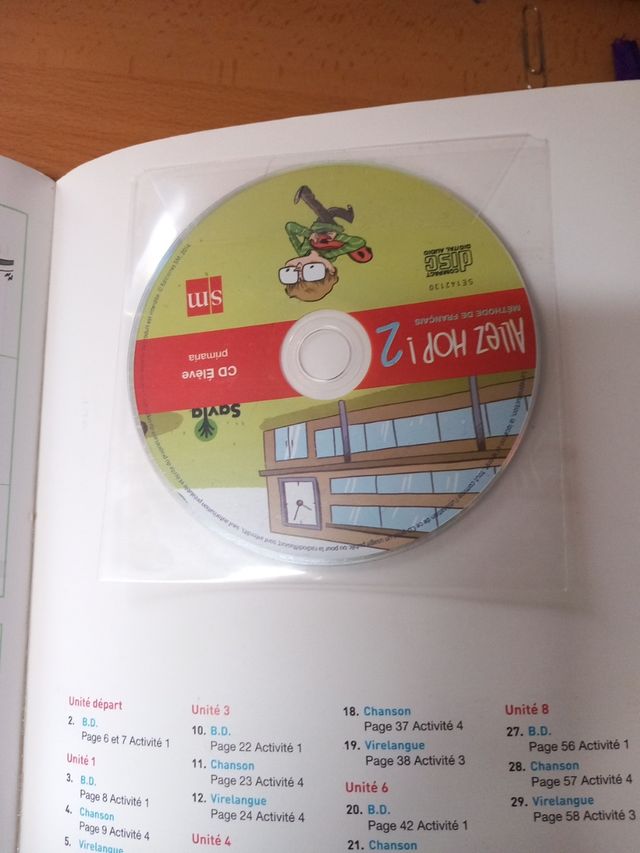 ALLEZ HOP! 2
MÉTHODE DE FRANÇAIS
CD Élève
primaria
sm
Savia
COMPACT
disc
DIGITAL AUDIO
SE142130
Unité départ
2. B.D.
Page 6 et 7 Activité 1
Unité 1
3. B.D.
Page 8 Activité 1
4. Chanson
Page 9 Activité 4
5. Virelangue
Unité 3
10. B.D.
Page 22 Activité 1
11. Chanson
Page 23 Activité 4
12. Virelangue
Page 24 Activité 4
Unité 4
18. Chanson
Page 37 Activité 4
19. Virelangue
Page 38 Activité 3
Unité 6
20. B.D.
Page 42 Activité 1
21. Chanson
Unité 8
27. B.D.
Page 56 Activité 1
28. Chanson
Page 57 Activité 4
29. Virelangue
Page 58 Activité 3